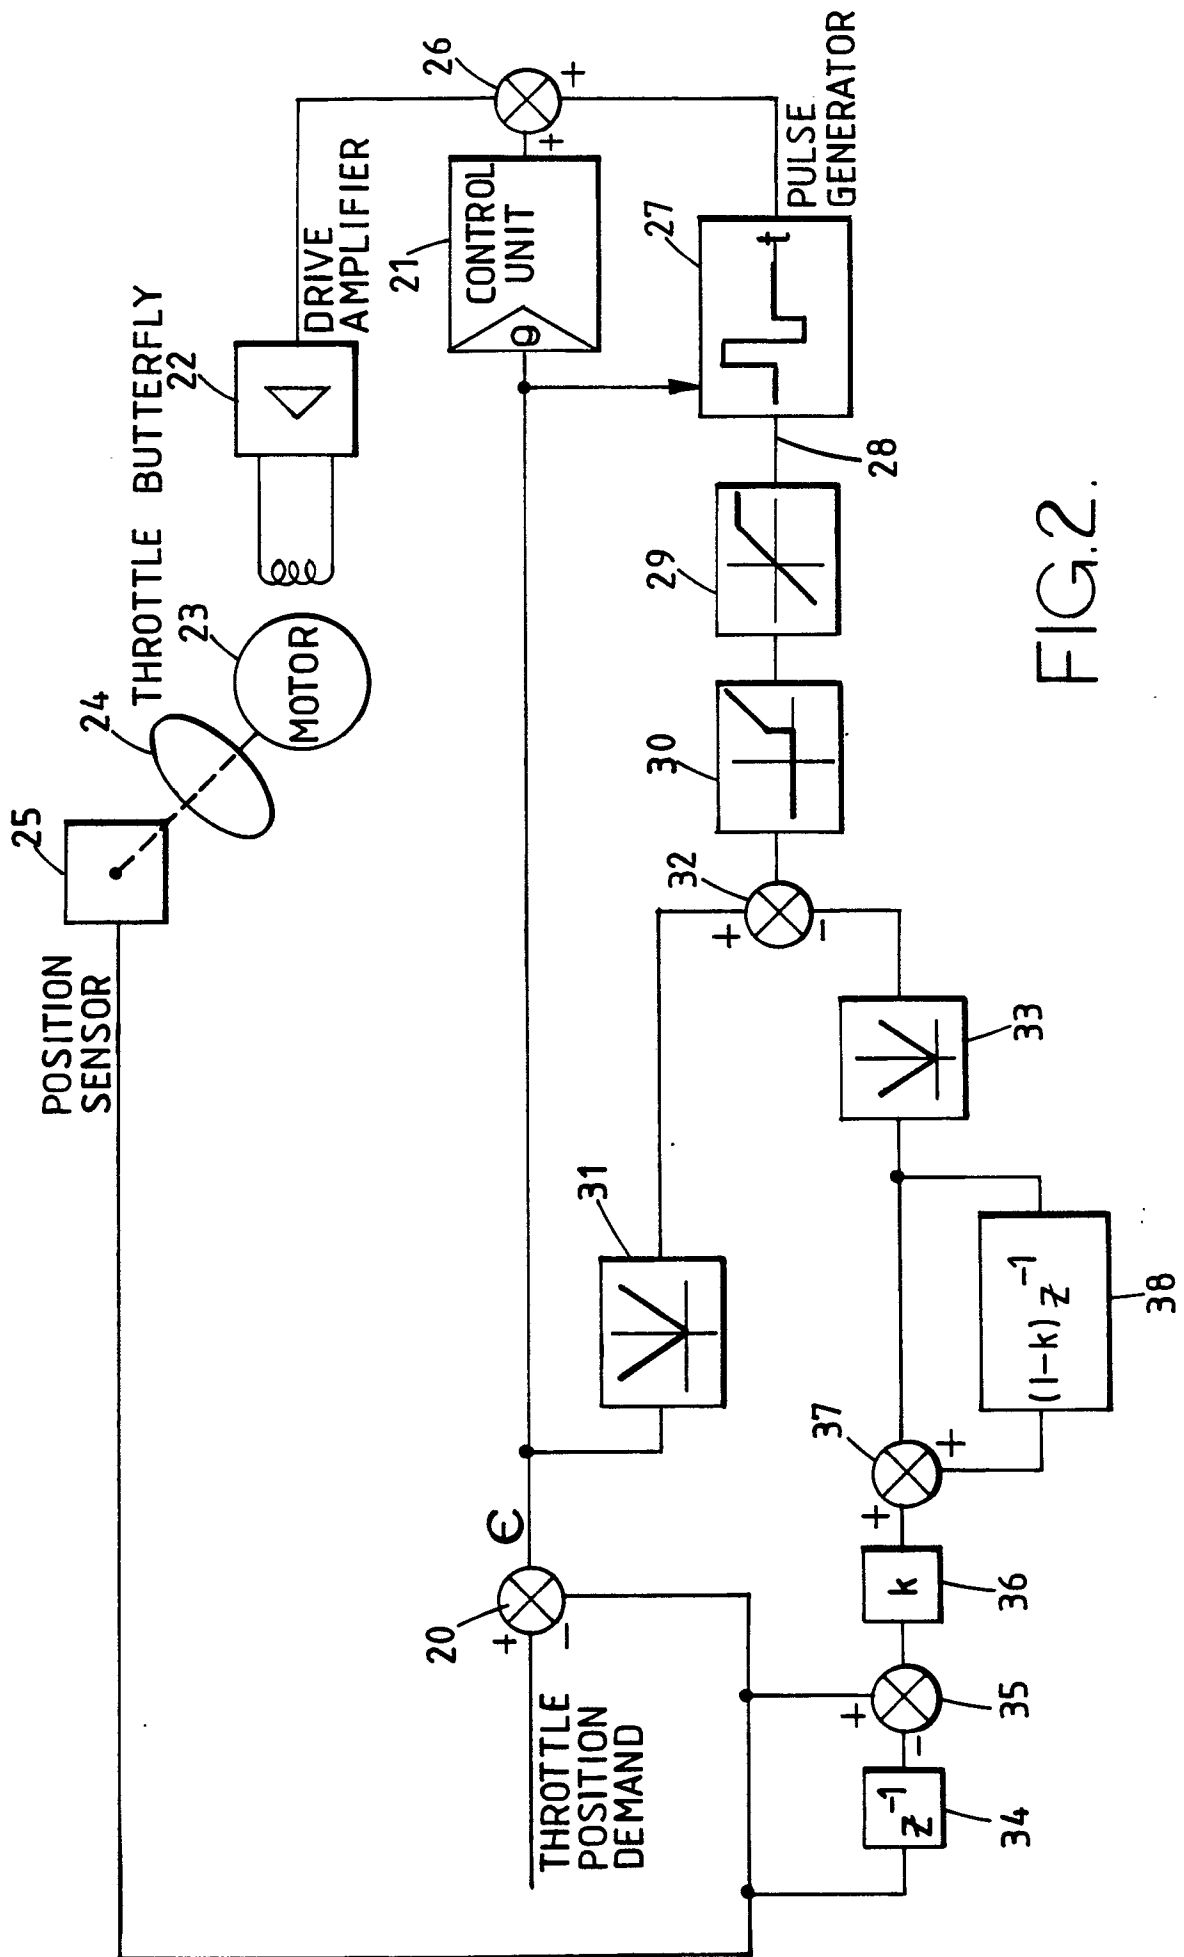 POSITION
SENSOR
25
24
THROTTLE BUTTERFLY
23
MOTOR
22
DRIVE
AMPLIFIER
26
+
+
21
CONTROL
UNIT
g
THROTTLE
POSITION
DEMAND
20
+
-
ϵ
31
27
t
PULSE
GENERATOR
28
29
30
32
+
-
33
34
z⁻¹
35
+
-
36
k
37
+
+
38
(1-k) z⁻¹
FIG.2.